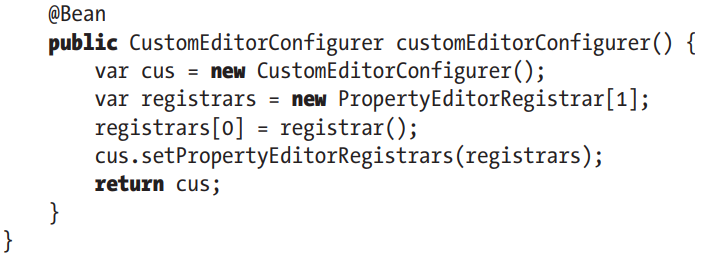 @Bean
public CustomEditorConfigurer customEditorConfigurer() {
var cus = new CustomEditorConfigurer();
var registrars = new PropertyEditorRegistrar[1];
registrars[0] = registrar();
cus.setPropertyEditorRegistrars(registrars);
return cus;
}
}